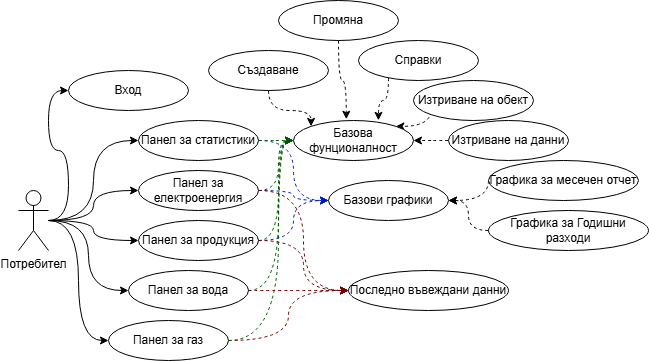 Промяна
Създаване
Справки
Вход
Изтриване на обект
Базова
фунционалност
Изтриване на данни
Панел за статистики
Графика за месечен отчет
Панел за
електроенергия
Базови графики
Графика за Годишни
разходи
Панел за продукция
Потребител
Панел за вода
Последно въвеждани данни
Панел за газ